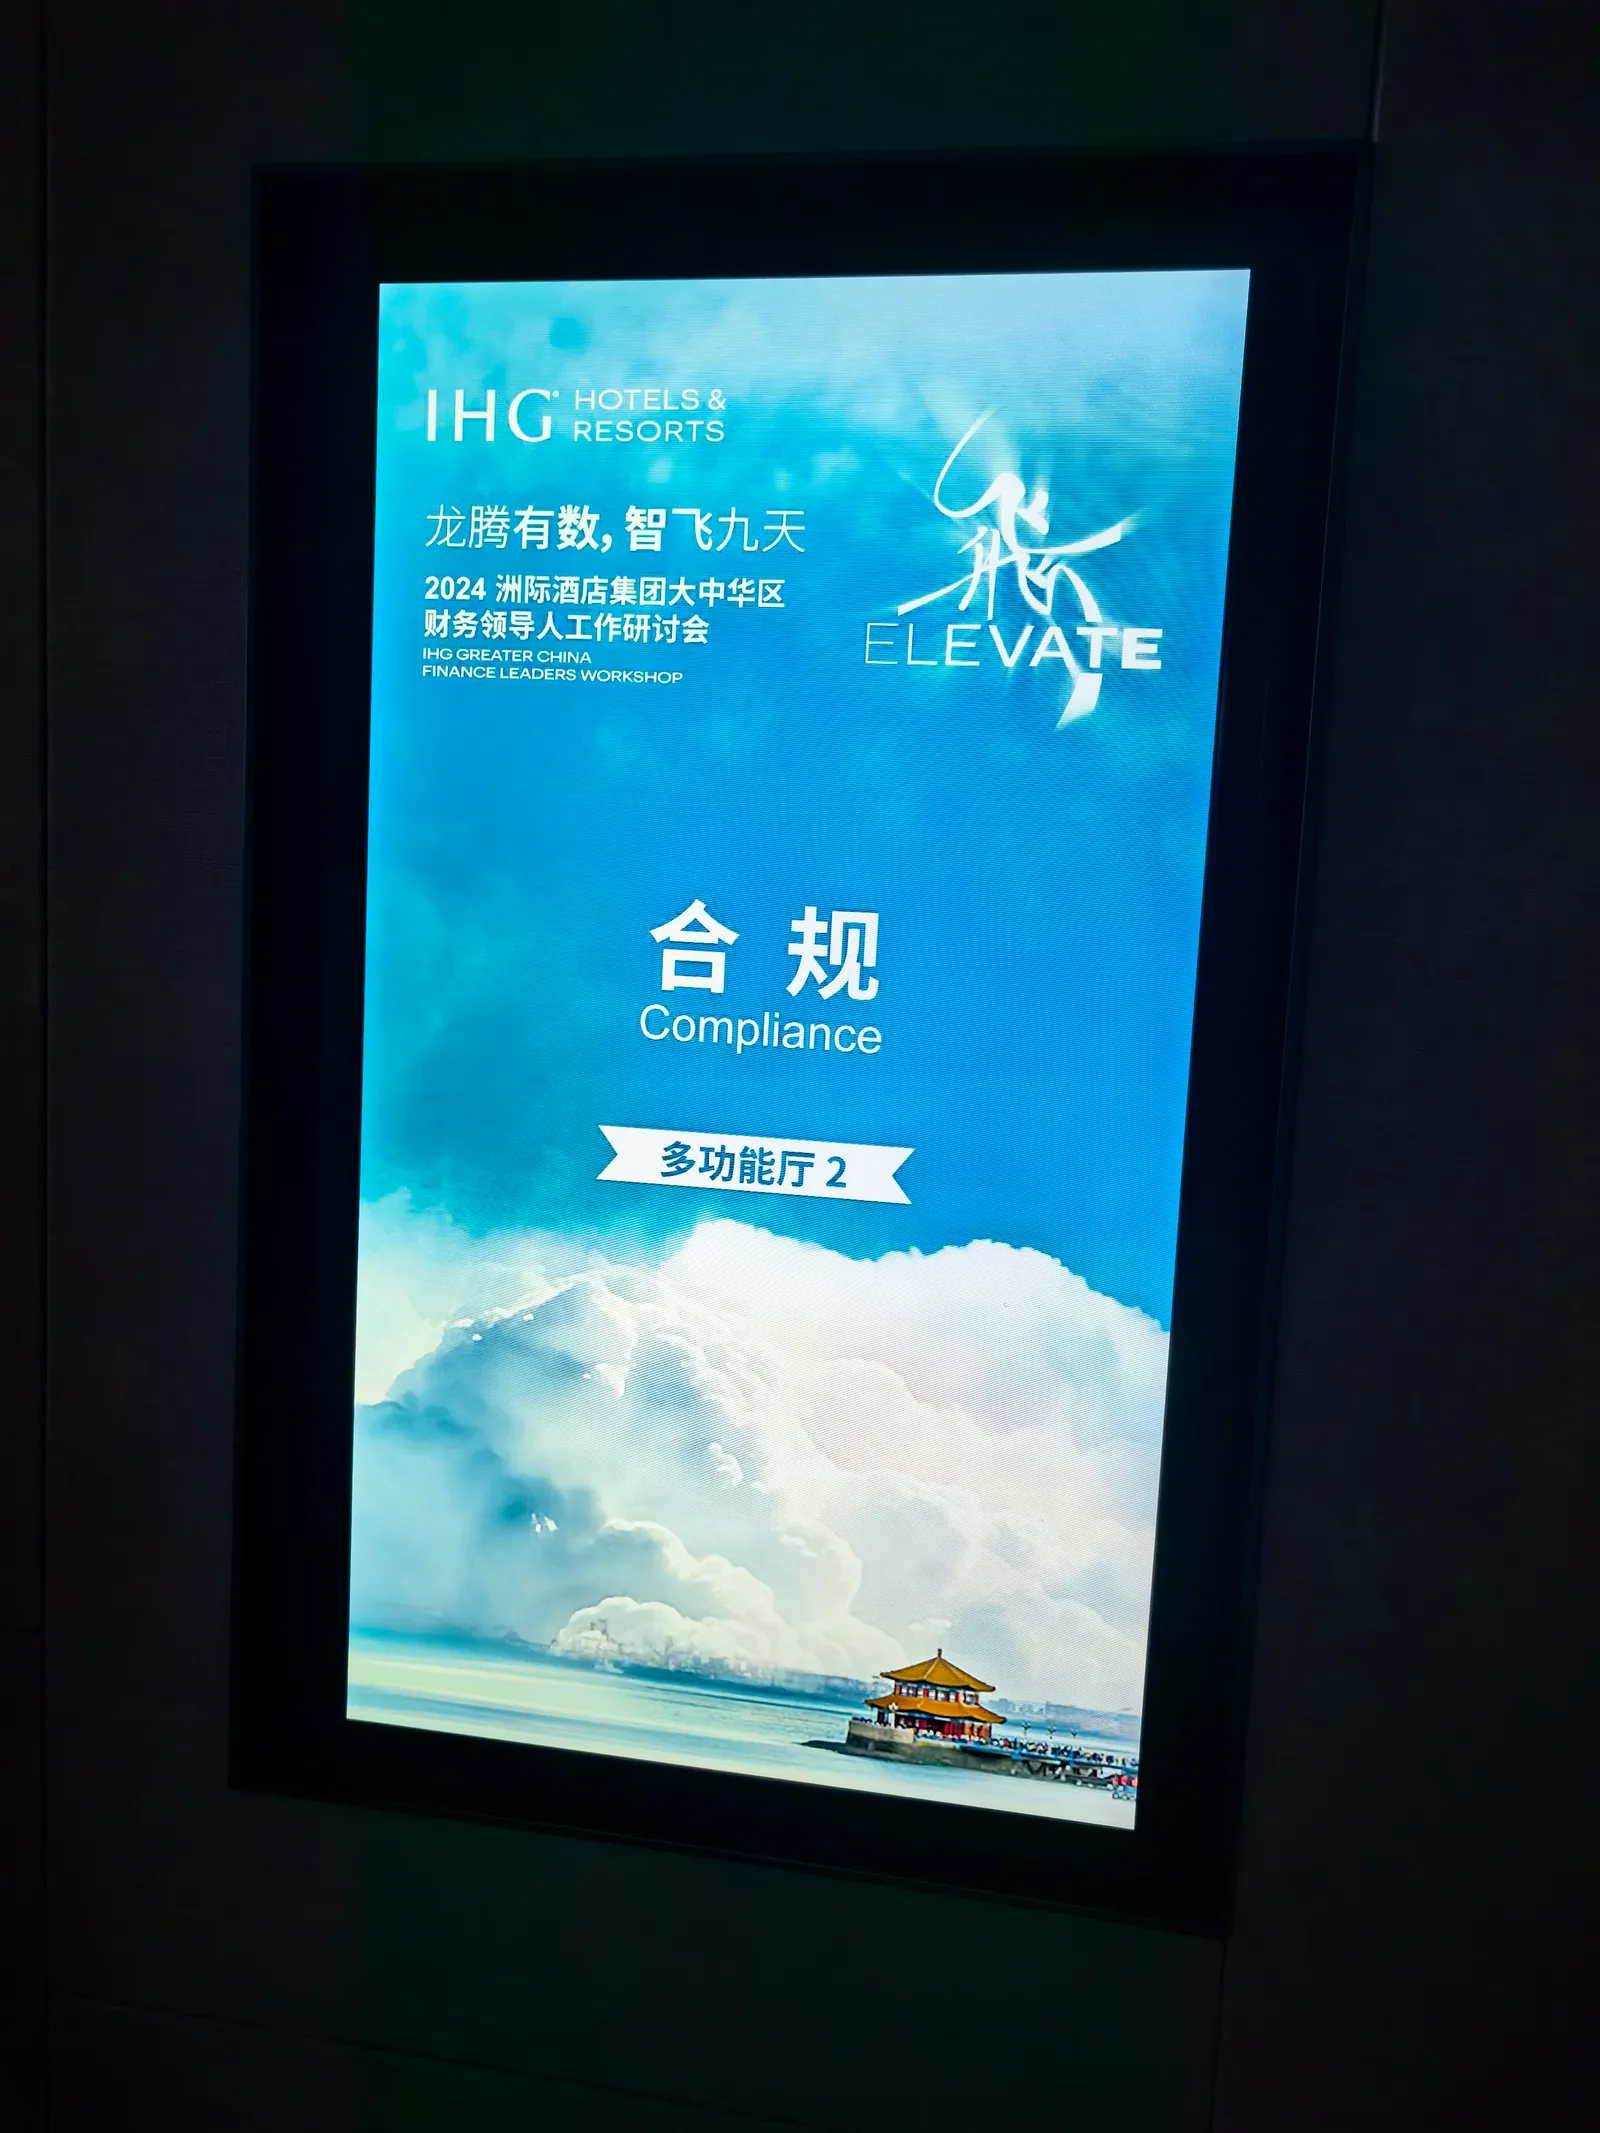 IHG® HOTELS &
RESORTS
龙腾有数，智飞九天
2024 洲际酒店集团大中华区
财务领导人工作研讨会
IHG GREATER CHINA
FINANCE LEADERS WORKSHOP
飛
ELEVATE
合规
Compliance
多功能厅 2